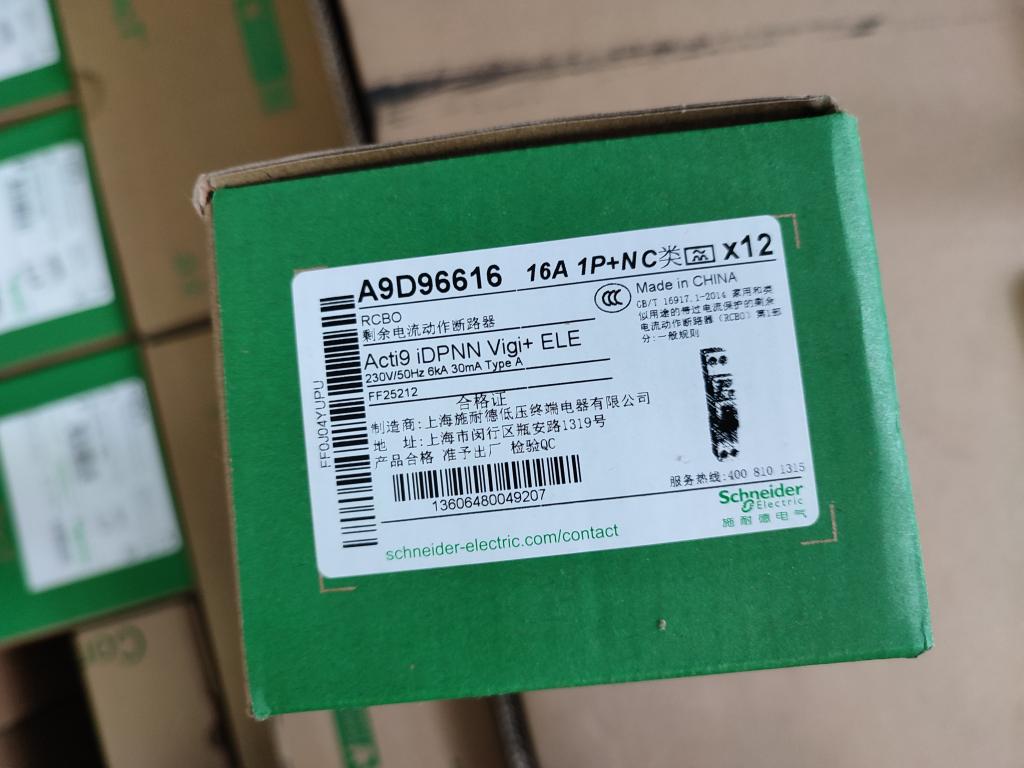 A9D96616 16A 1P+N C类 x12
RCBO
剩余电流动作断路器
Acti9 iDPNN Vigi+ ELE
230V/50Hz 6kA 30mA Type A
FF25212
合格证
制造商:上海施耐德低压终端电器有限公司
地 址:上海市闵行区瓶安路1319号
产品合格 准予出厂 检验QC
13606480049207
schneider-electric.com/contact
FF0J04YUPU
CCC
Made in CHINA
GB/T 16917.1-2014 家用和类
似用途的带过电流保护的剩余
电流动作断路器(RCBO) 第1部
分:一般规则
服务热线:400 810 1315
Schneider
Electric
施耐德电气